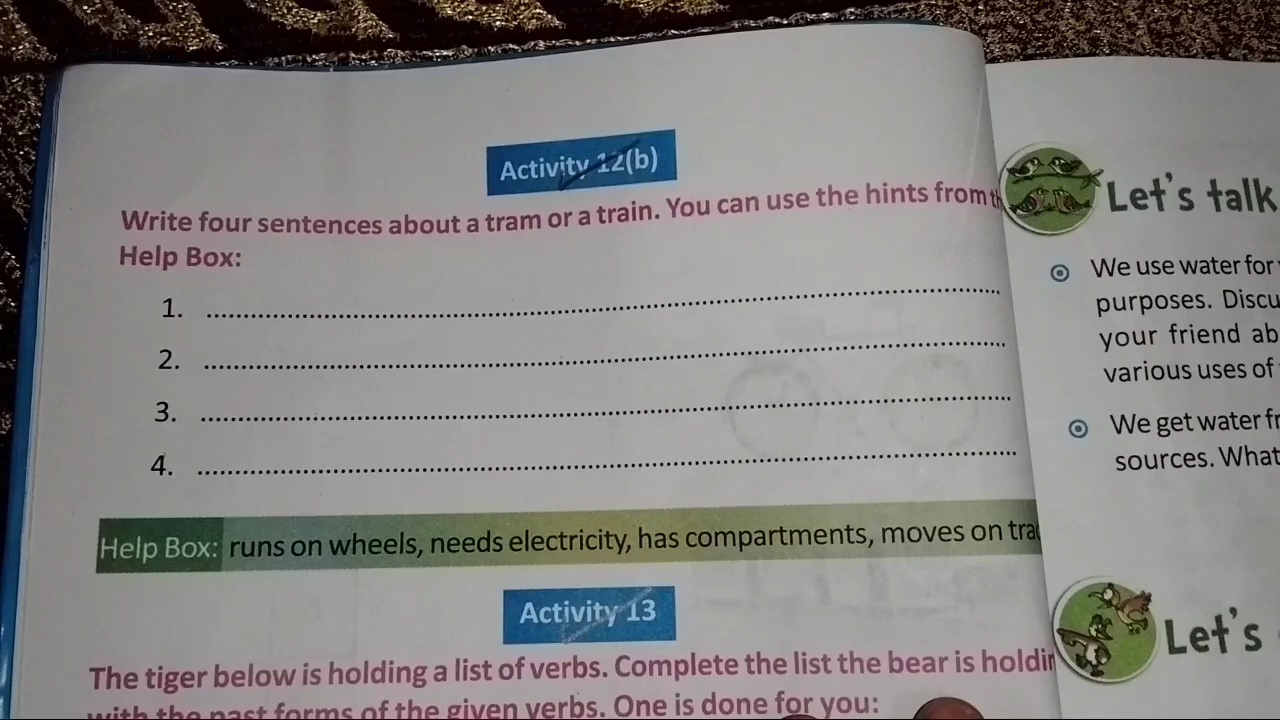 Activity 12(b)
Write four sentences about a tram or a train. You can use the hints from
Help Box:
1.
2.
3.
4.
Help Box: runs on wheels, needs electricity, has compartments, moves on
Activity 13
The tiger below is holding a list of verbs. Complete the list the bear is
with the past forms of the given verbs. One is done for you:
Let's talk
We use water for
purposes.
your friend
various uses of
We get water
sources. What
Let's